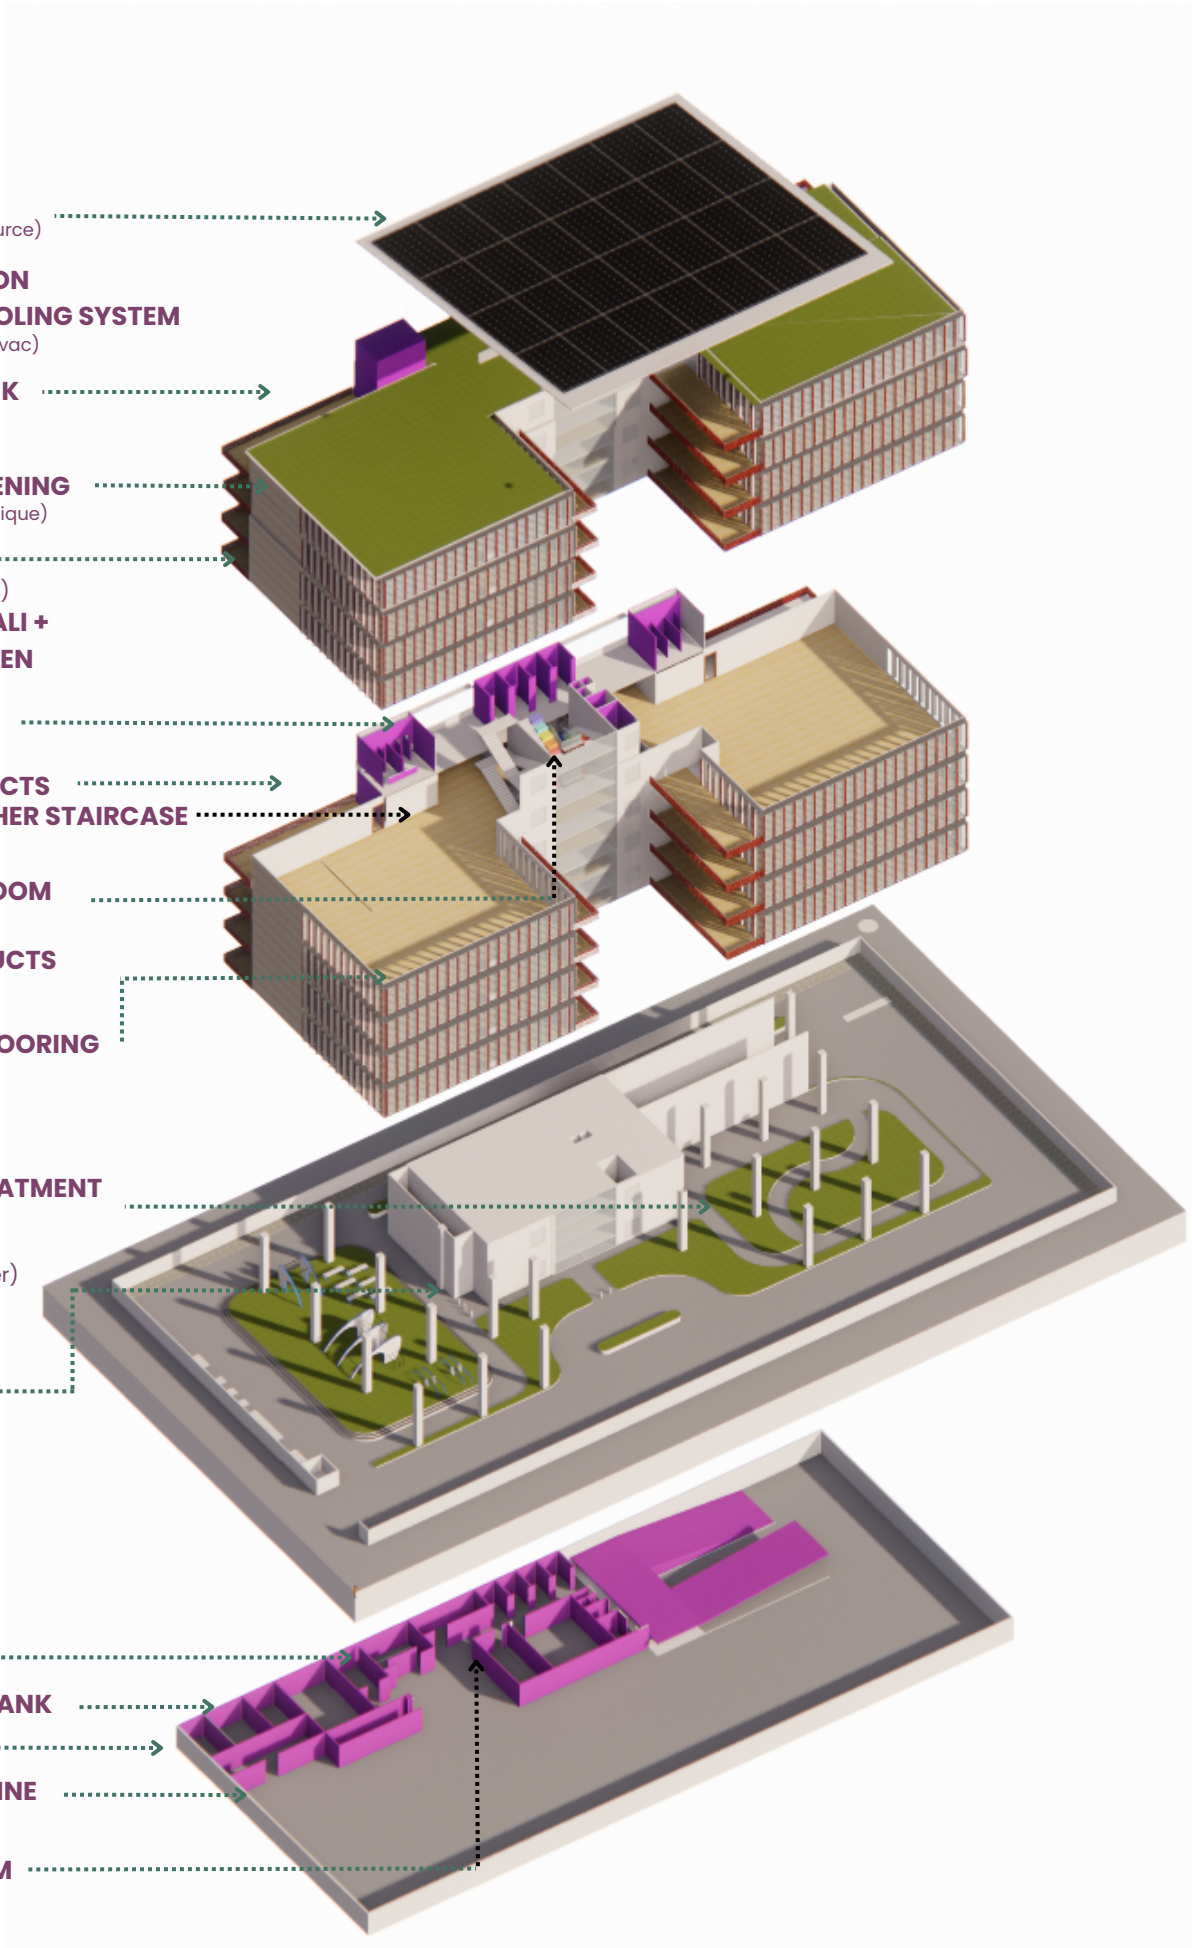 urce)
ON
OLING SYSTEM
vac)
K
ENING
ique)
)
ALI +
EN
CTS
HER STAIRCASE
OOM
UCTS
OORING
ATMENT
er)
ANK
INE
M